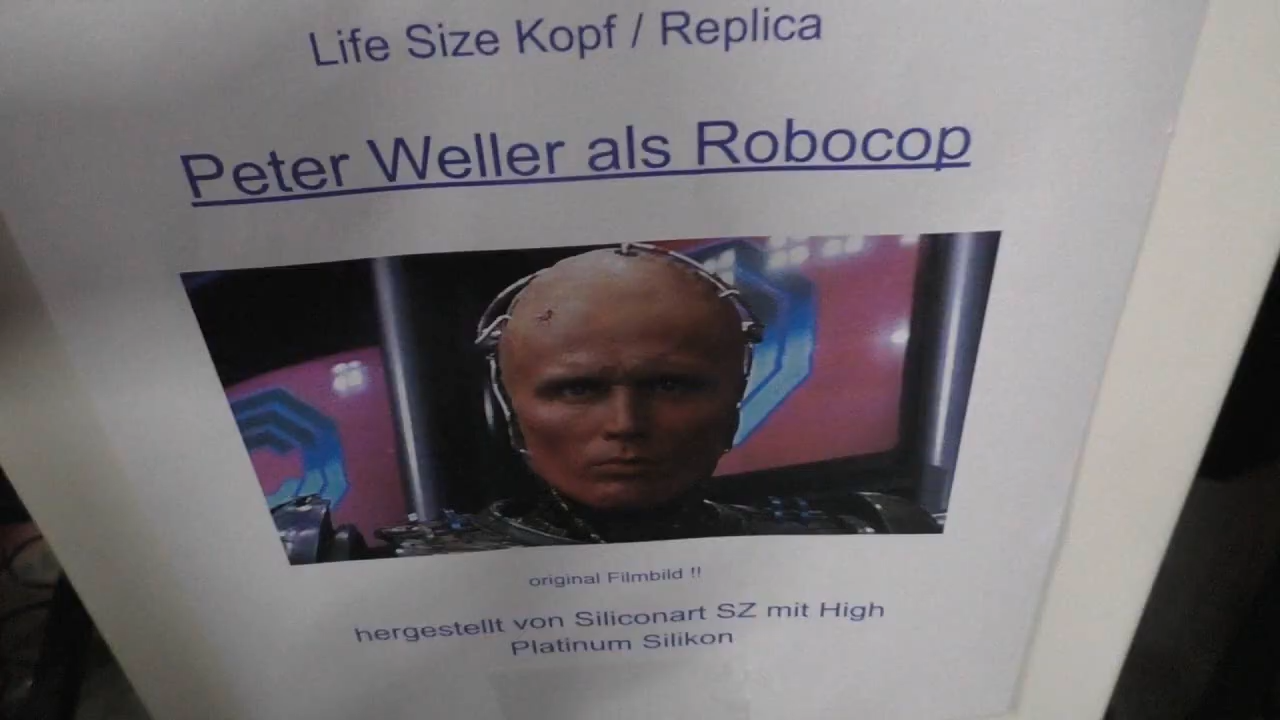 Life Size Kopf / Replica
Peter Weller als Robocop
original Filmbild !!
hergestellt von Siliconart SZ mit High
Platinum Silikon